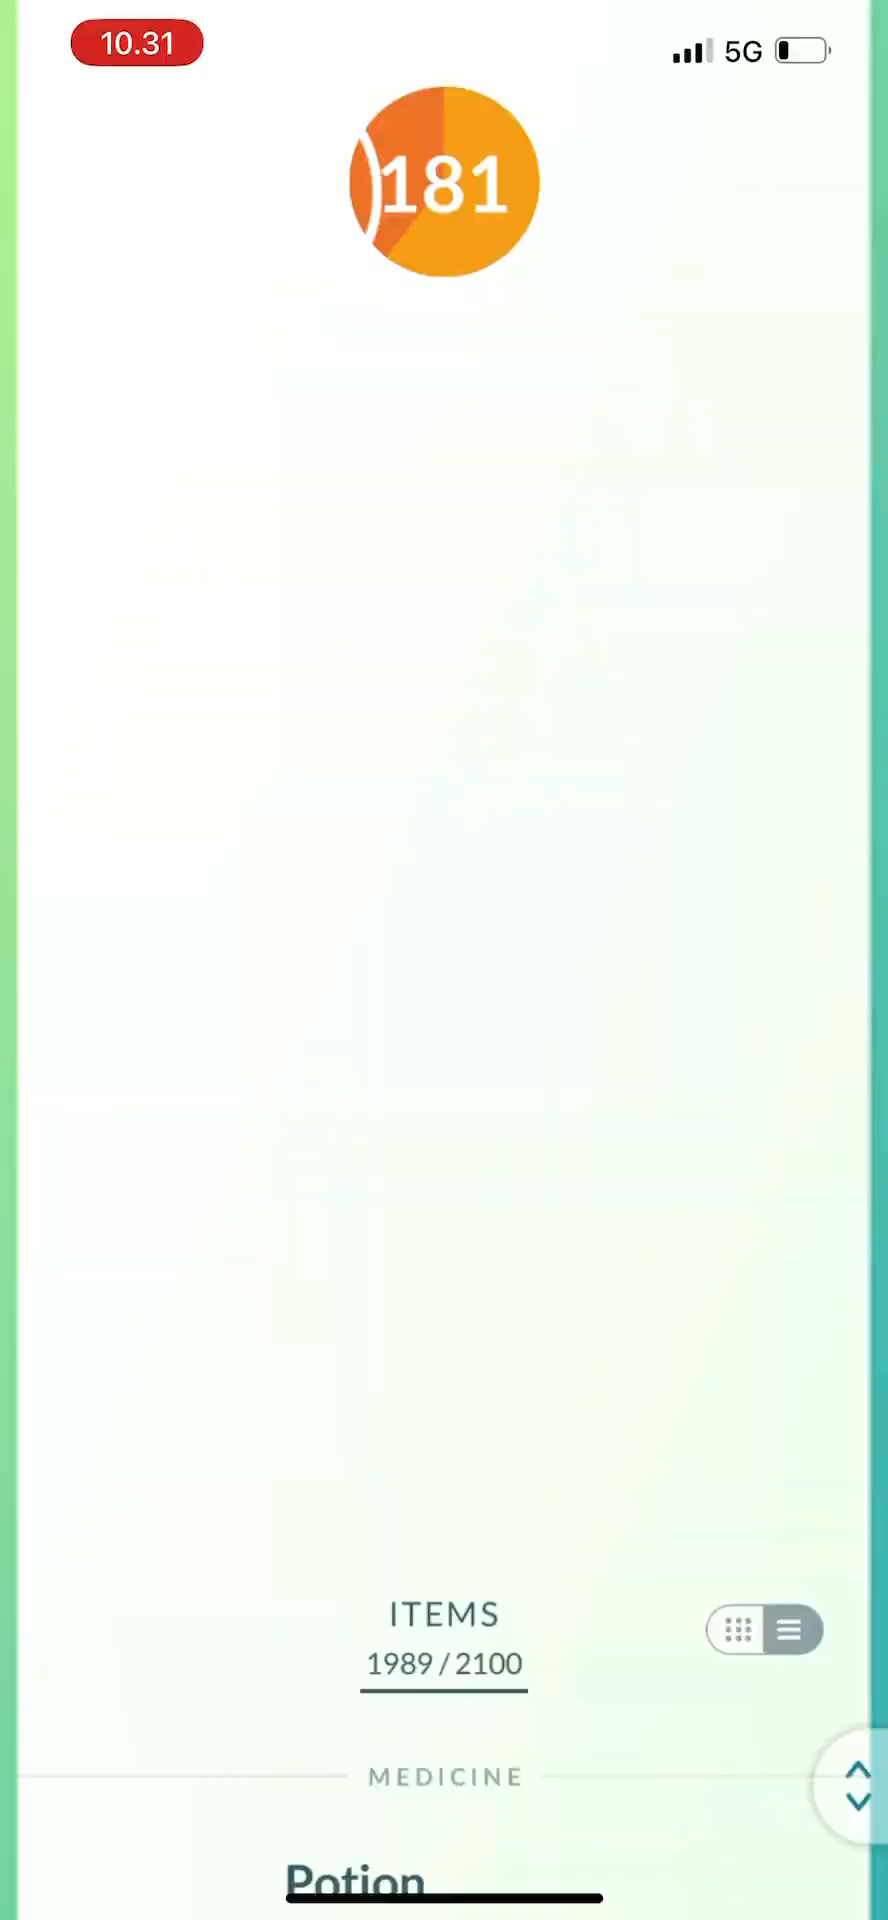 10.31
5G
181
ITEMS
1989 / 2100
MEDICINE
Potion